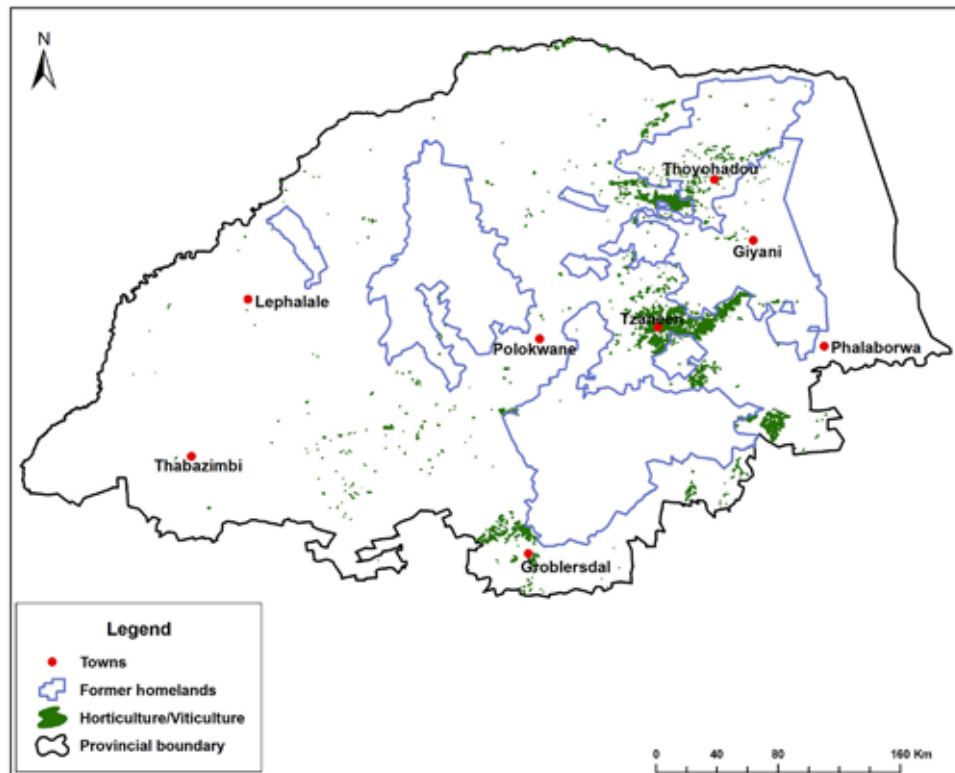 N
Thoyohadou
Giyani
Lephalale
Tzaneen
Polokwane
Phalaborwa
Thabazimbi
Groblersdal
Legend
Towns
Former homelands
Horticulture/Viticulture
Provincial boundary
0 40 80 160 KM